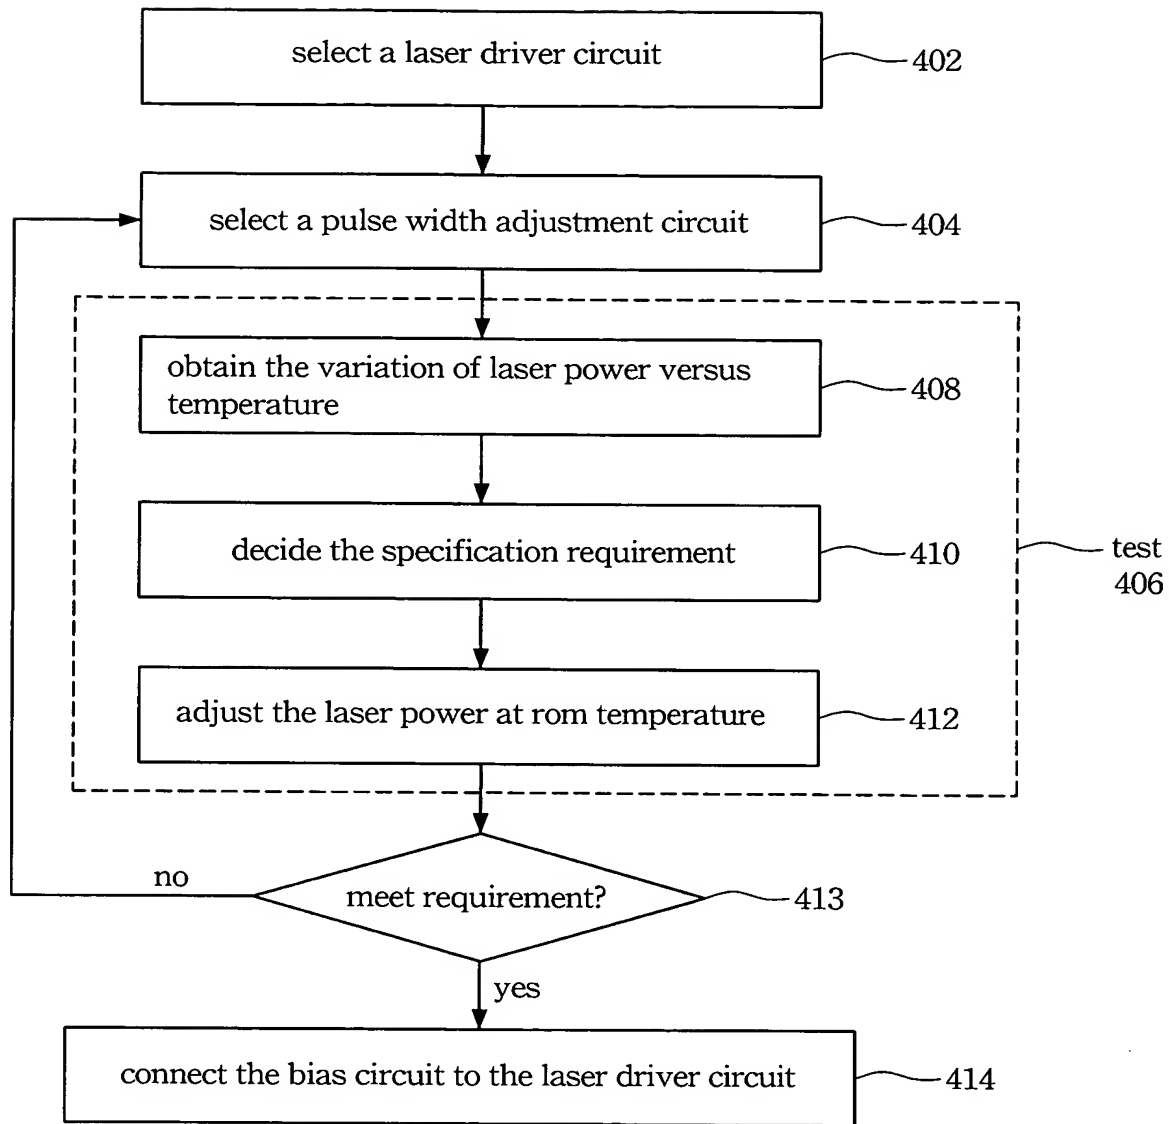 select a laser driver circuit
402
select a pulse width adjustment circuit
404
obtain the variation of laser power versus
temperature
408
decide the specification requirement
410
test
406
adjust the laser power at rom temperature
412
no
meet requirement?
413
yes
connect the bias circuit to the laser driver circuit
414